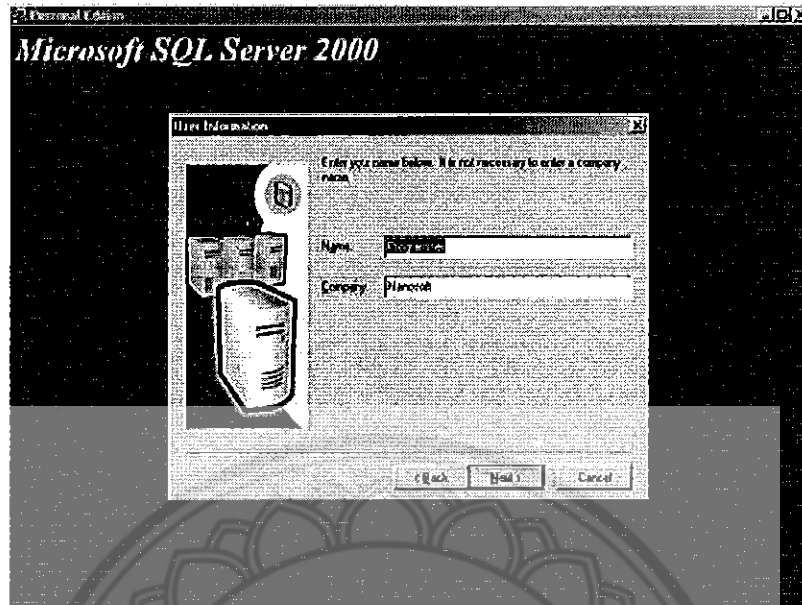 Personal Edition
Microsoft SQL Server 2000
User Information
Enter your name below. It is not necessary to enter a company
name.
Name:
Company:
< Back
Next >
Cancel